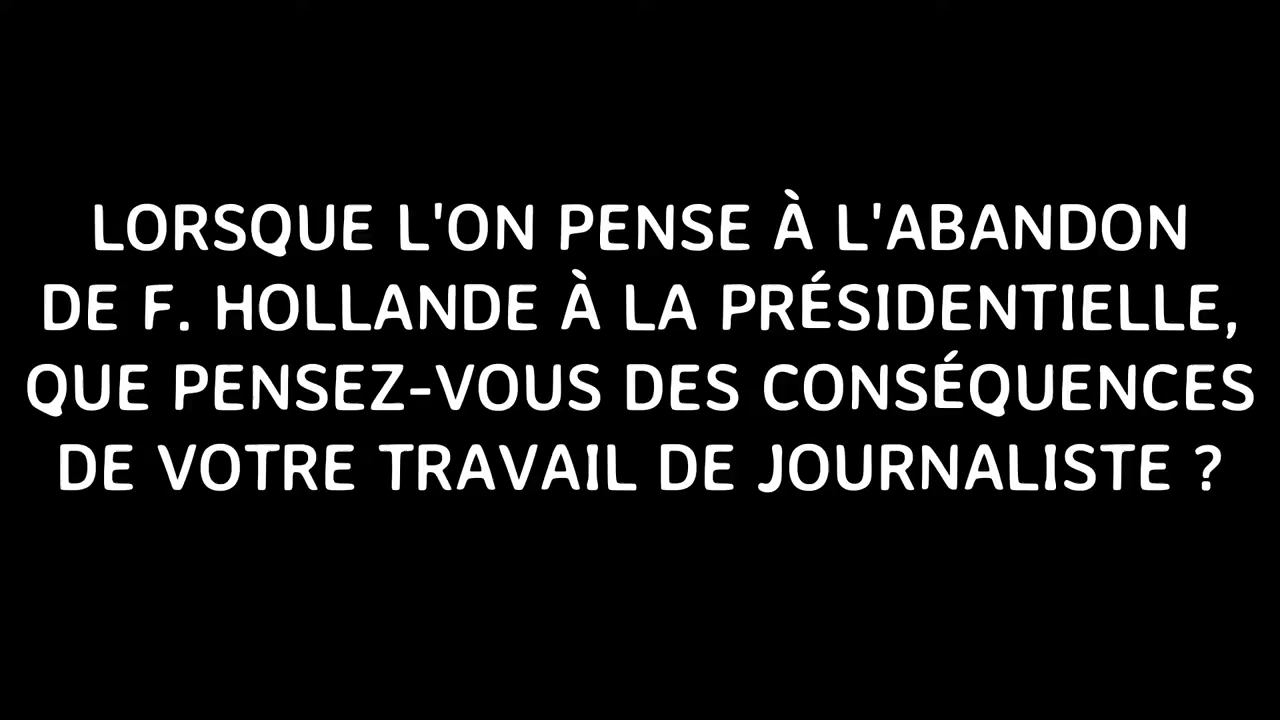 LORSQUE L'ON PENSE À L'ABANDON
DE F. HOLLANDE À LA PRÉSIDENTIELLE,
QUE PENSEZ-VOUS DES CONSÉQUENCES
DE VOTRE TRAVAIL DE JOURNALISTE ?